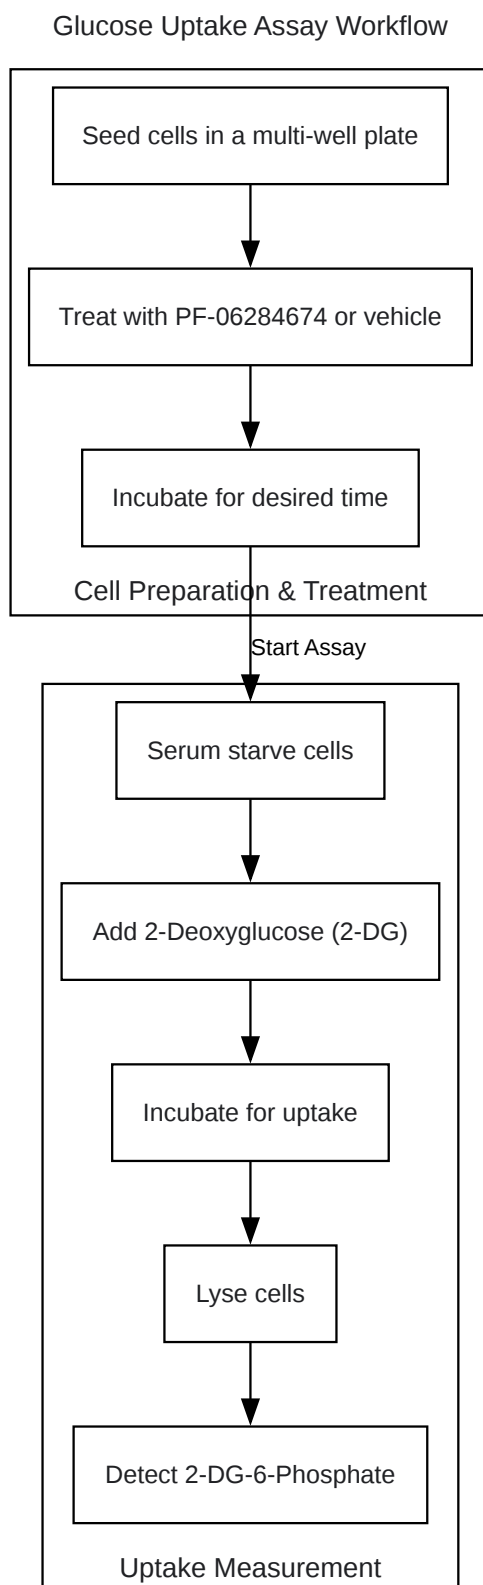 Glucose Uptake Assay Workflow
Seed cells in a multi-well plate
Treat with PF-06284674 or vehicle
Incubate for desired time
Cell Preparation & Treatment
Start Assay
Serum starve cells
Add 2-Deoxyglucose (2-DG)
Incubate for uptake
Lyse cells
Detect 2-DG-6-Phosphate
Uptake Measurement